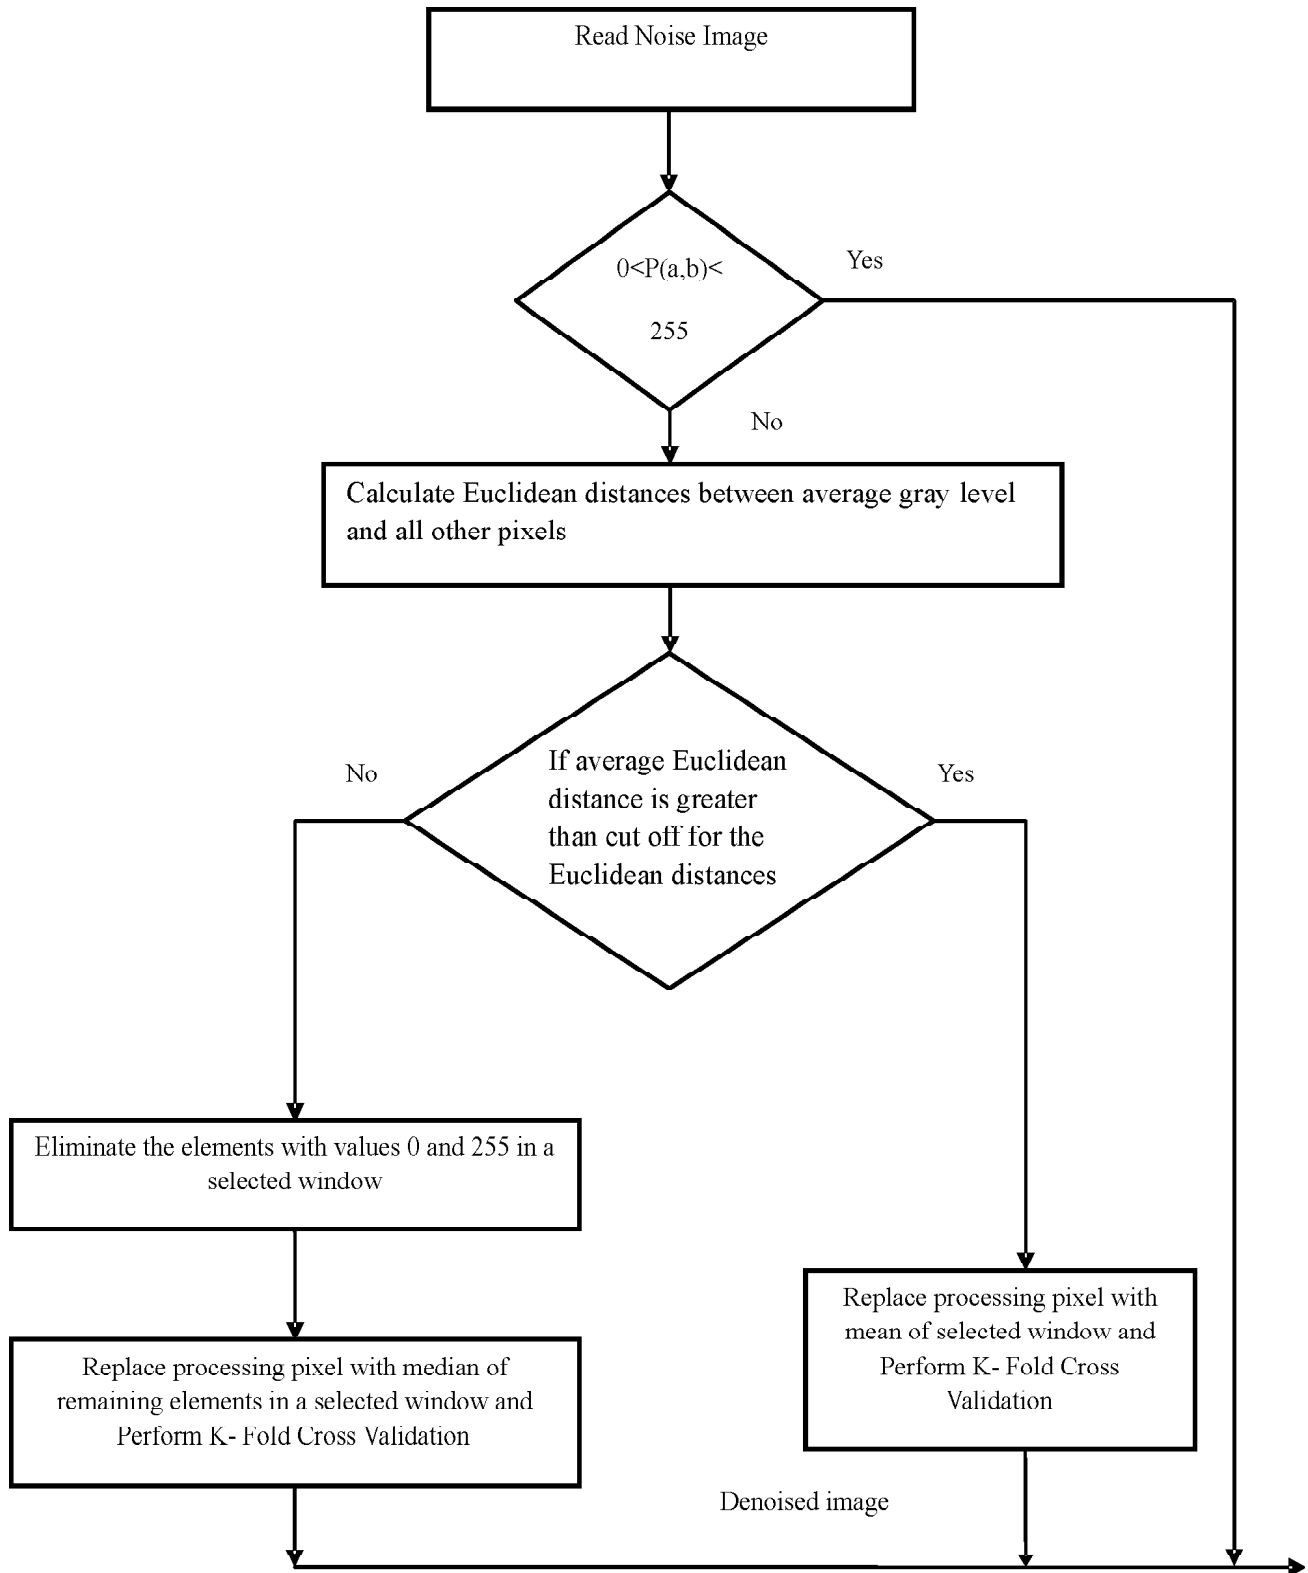 Read Noise Image
0<P(a,b)<
255
Yes
No
Calculate Euclidean distances between average gray level
and all other pixels
If average Euclidean
distance is greater
than cut off for the
Euclidean distances
No
Yes
Eliminate the elements with values 0 and 255 in a
selected window
Replace processing pixel with median of
remaining elements in a selected window and
Perform K- Fold Cross Validation
Replace processing pixel with
mean of selected window and
Perform K- Fold Cross
Validation
Denoised image